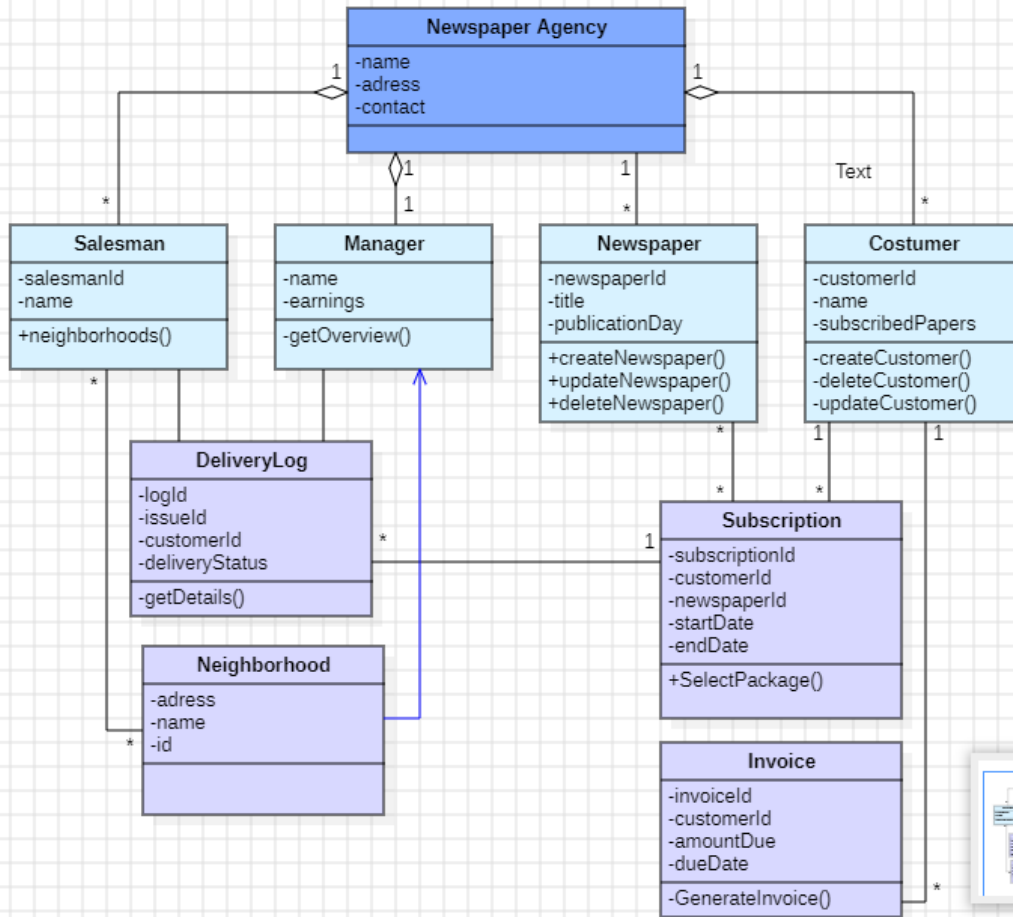 Newspaper Agency
-name
-adress
-contact
1
1
1
1
1
Text
*
*
*
Salesman
-salesmanId
-name
+neighborhoods()
Manager
-name
-earnings
-getOverview()
Newspaper
-newspaperId
-title
-publicationDay
+createNewspaper()
+updateNewspaper()
+deleteNewspaper()
Costumer
-customerId
-name
-subscribedPapers
-createCustomer()
-deleteCustomer()
-updateCustomer()
*
*
1
1
*
*
DeliveryLog
-logId
-issueId
-customerId
-deliveryStatus
-getDetails()
*
1
Subscription
-subscriptionId
-customerId
-newspaperId
-startDate
-endDate
+SelectPackage()
Neighborhood
-adress
-name
-id
*
Invoice
-invoiceId
-customerId
-amountDue
-dueDate
-GenerateInvoice()
*